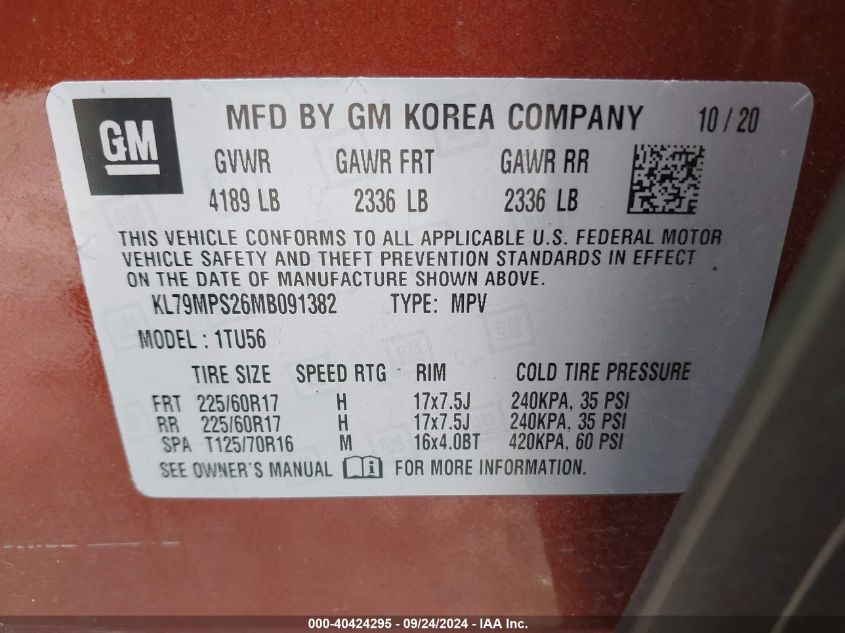 GM
MFD BY GM KOREA COMPANY 10 / 20
GVWR GAWR FRT GAWR RR
4189 LB 2336 LB 2336 LB
THIS VEHICLE CONFORMS TO ALL APPLICABLE U.S. FEDERAL MOTOR
VEHICLE SAFETY AND THEFT PREVENTION STANDARDS IN EFFECT
ON THE DATE OF MANUFACTURE SHOWN ABOVE.
KL79MPS26MB091382 TYPE: MPV
MODEL : 1TU56
TIRE SIZE SPEED RTG RIM COLD TIRE PRESSURE
FRT 225/60R17 H 17x7.5J 240KPA, 35 PSI
RR 225/60R17 H 17x7.5J 240KPA, 35 PSI
SPA T125/70R16 M 16x4.0BT 420KPA, 60 PSI
SEE OWNER'S MANUAL FOR MORE INFORMATION.
000-40424295 - 09/24/2024 - IAA Inc.